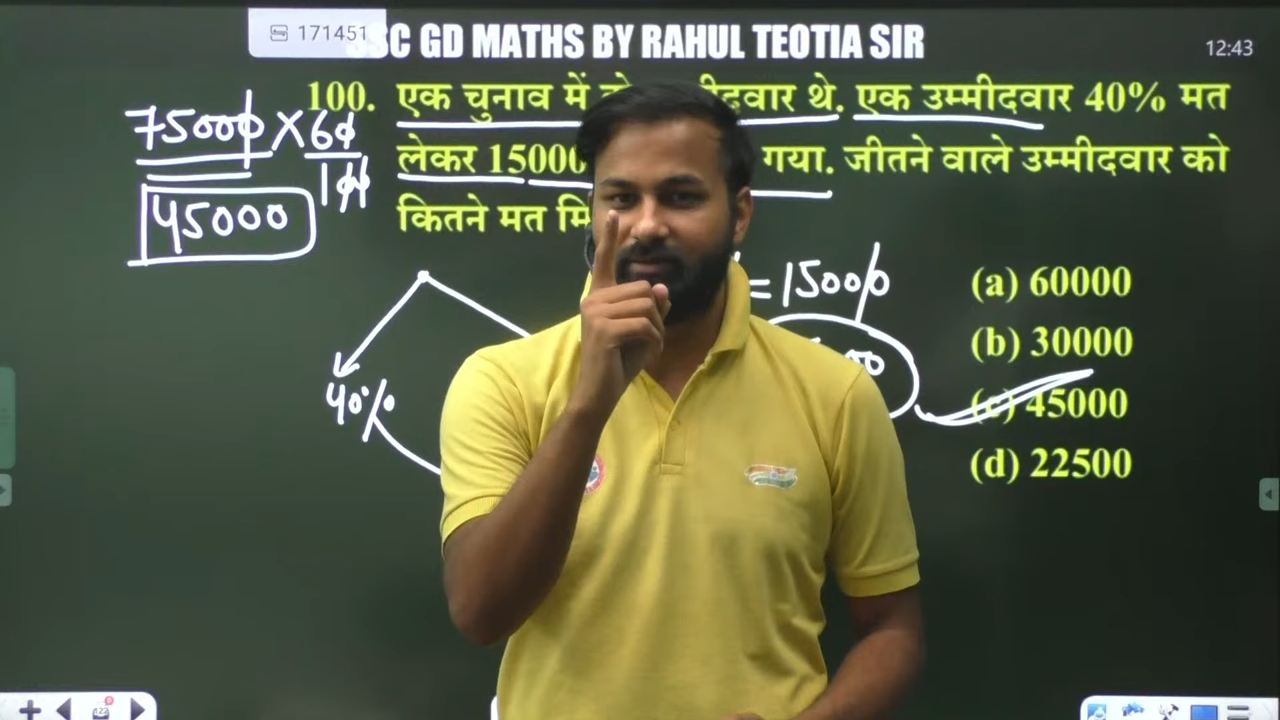 171451
SSC GD MATHS BY RAHUL TEOTIA SIR
12:43
100. एक चुनाव में थे. एक उम्मीदवार 40% मत
लेकर 15000 गया. जीतने वाले उम्मीदवार को
कितने मत
75000 × 60
100
45000
40%
= 15000
(a) 60000
(b) 30000
(c) 45000
(d) 22500